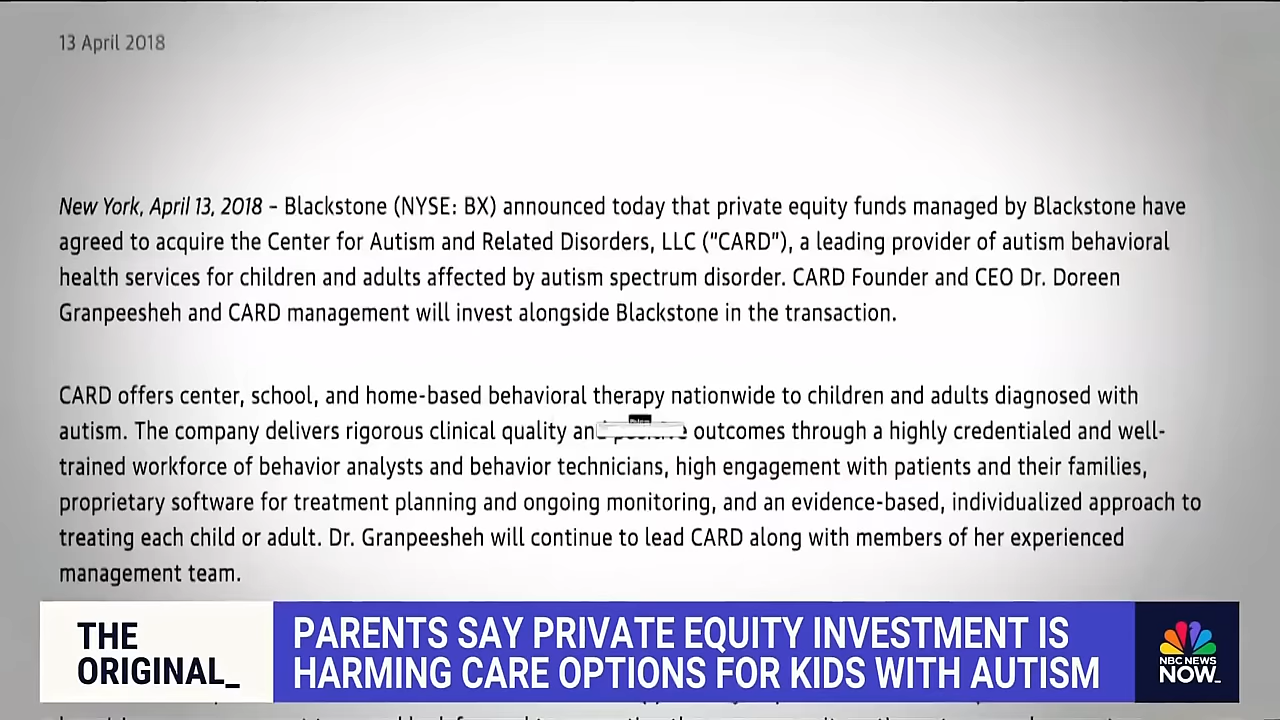 13 April 2018
New York, April 13, 2018 – Blackstone (NYSE: BX) announced today that private equity funds managed by Blackstone have
agreed to acquire the Center for Autism and Related Disorders, LLC ("CARD"), a leading provider of autism behavioral
health services for children and adults affected by autism spectrum disorder. CARD Founder and CEO Dr. Doreen
Granpeesheh and CARD management will invest alongside Blackstone in the transaction.
CARD offers center, school, and home-based behavioral therapy nationwide to children and adults diagnosed with
autism. The company delivers rigorous clinical quality and positive outcomes through a highly credentialed and well-
trained workforce of behavior analysts and behavior technicians, high engagement with patients and their families,
proprietary software for treatment planning and ongoing monitoring, and an evidence-based, individualized approach to
treating each child or adult. Dr. Granpeesheh will continue to lead CARD along with members of her experienced
management team.
THE
ORIGINAL_
PARENTS SAY PRIVATE EQUITY INVESTMENT IS
HARMING CARE OPTIONS FOR KIDS WITH AUTISM
NBC NEWS
NOW_